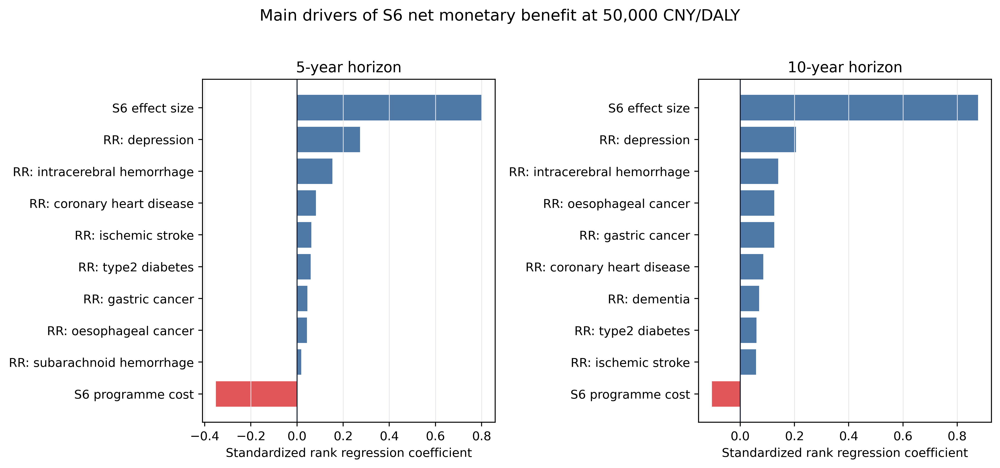 Main drivers of S6 net monetary benefit at 50,000 CNY/DALY
5-year horizon
S6 effect size
RR: depression
RR: intracerebral hemorrhage
RR: coronary heart disease
RR: ischemic stroke
RR: type2 diabetes
RR: gastric cancer
RR: oesophageal cancer
RR: subarachnoid hemorrhage
S6 programme cost
−0.4 −0.2 0.0 0.2 0.4 0.6 0.8
Standardized rank regression coefficient
10-year horizon
S6 effect size
RR: depression
RR: intracerebral hemorrhage
RR: oesophageal cancer
RR: gastric cancer
RR: coronary heart disease
RR: dementia
RR: type2 diabetes
RR: ischemic stroke
S6 programme cost
0.0 0.2 0.4 0.6 0.8
Standardized rank regression coefficient